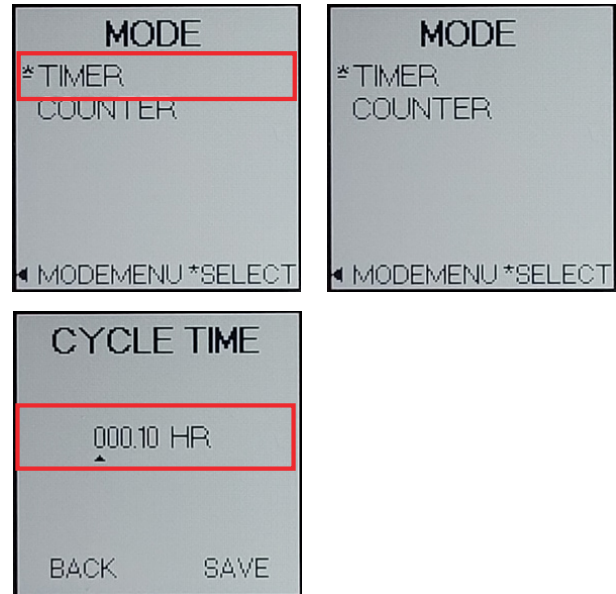 MODE
*TIMER
COUNTER
◄ MODEMENU *SELECT
MODE
*TIMER
COUNTER
◄ MODEMENU *SELECT
CYCLE TIME
000.10 HR
BACK SAVE